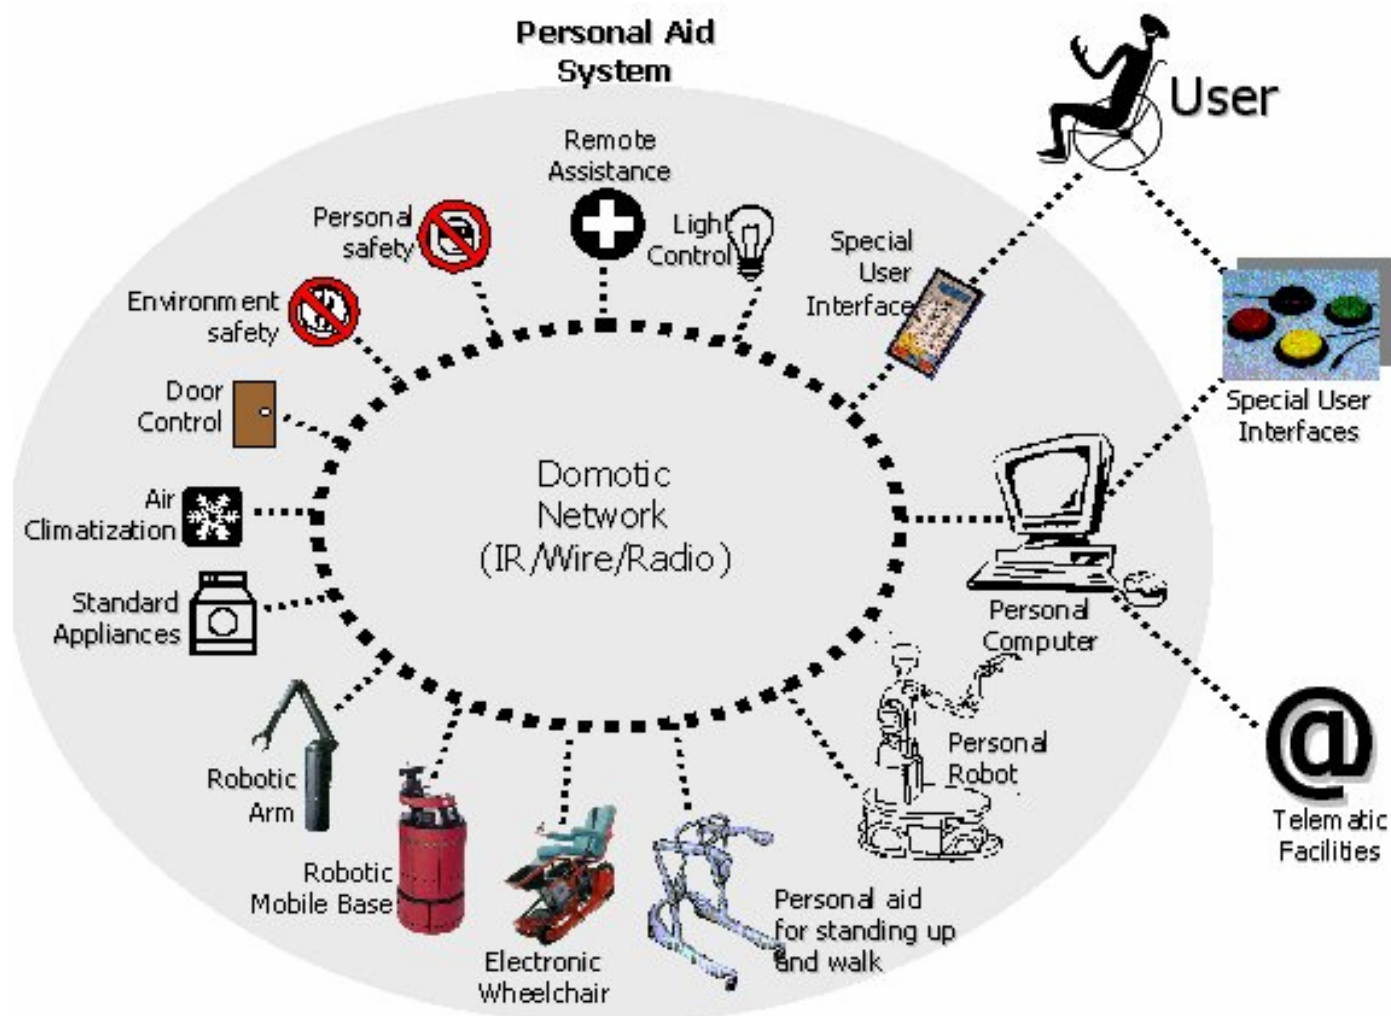 Personal Aid
System
User
Remote
Assistance
Personal
safety
Light
Control
Special
User
Interface
Environment
safety
Door
Control
Special User
Interfaces
Air
Climatization
Domotic
Network
(IR/Wire/Radio)
Standard
Appliances
Personal
Computer
Robotic
Arm
Personal
Robot
@
Telematic
Facilities
Robotic
Mobile Base
Personal aid
for standing up
and walk
Electronic
Wheelchair